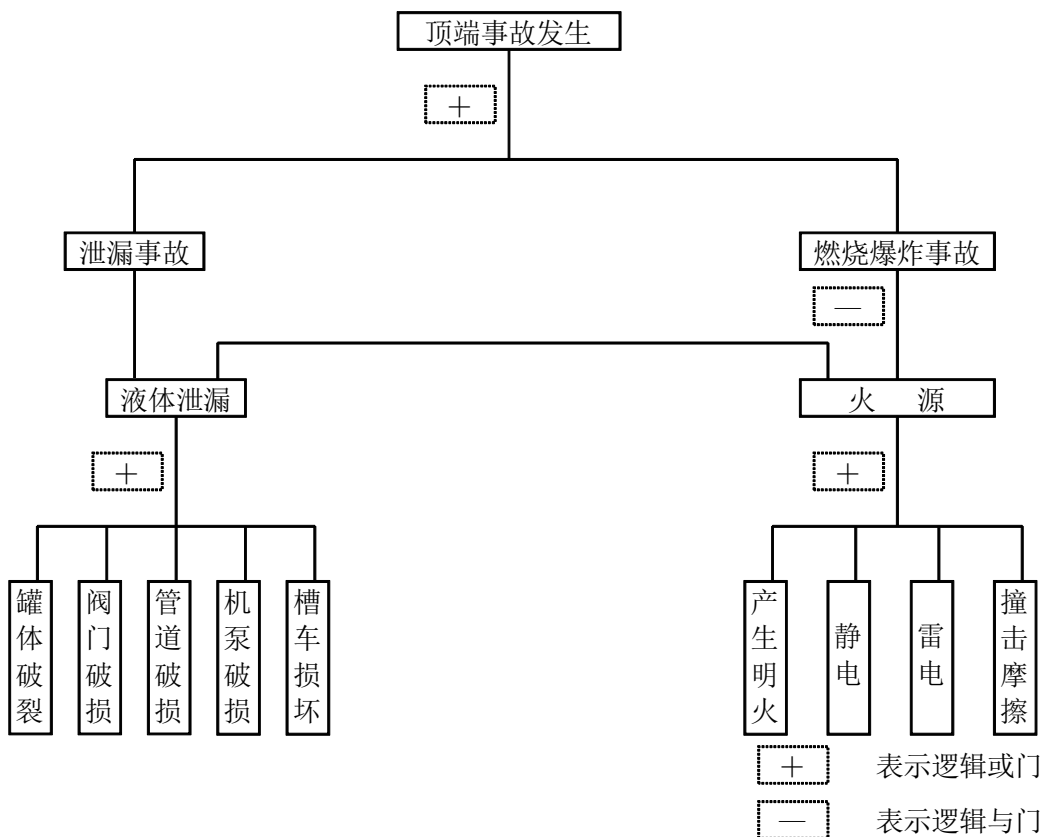 顶端事故发生
+
泄漏事故
燃烧爆炸事故
—
液体泄漏
火 源
+
+
罐体破裂
阀门破损
管道破损
机泵破损
槽车损坏
产生明火
静电
雷电
撞击摩擦
+ 表示逻辑或门
— 表示逻辑与门